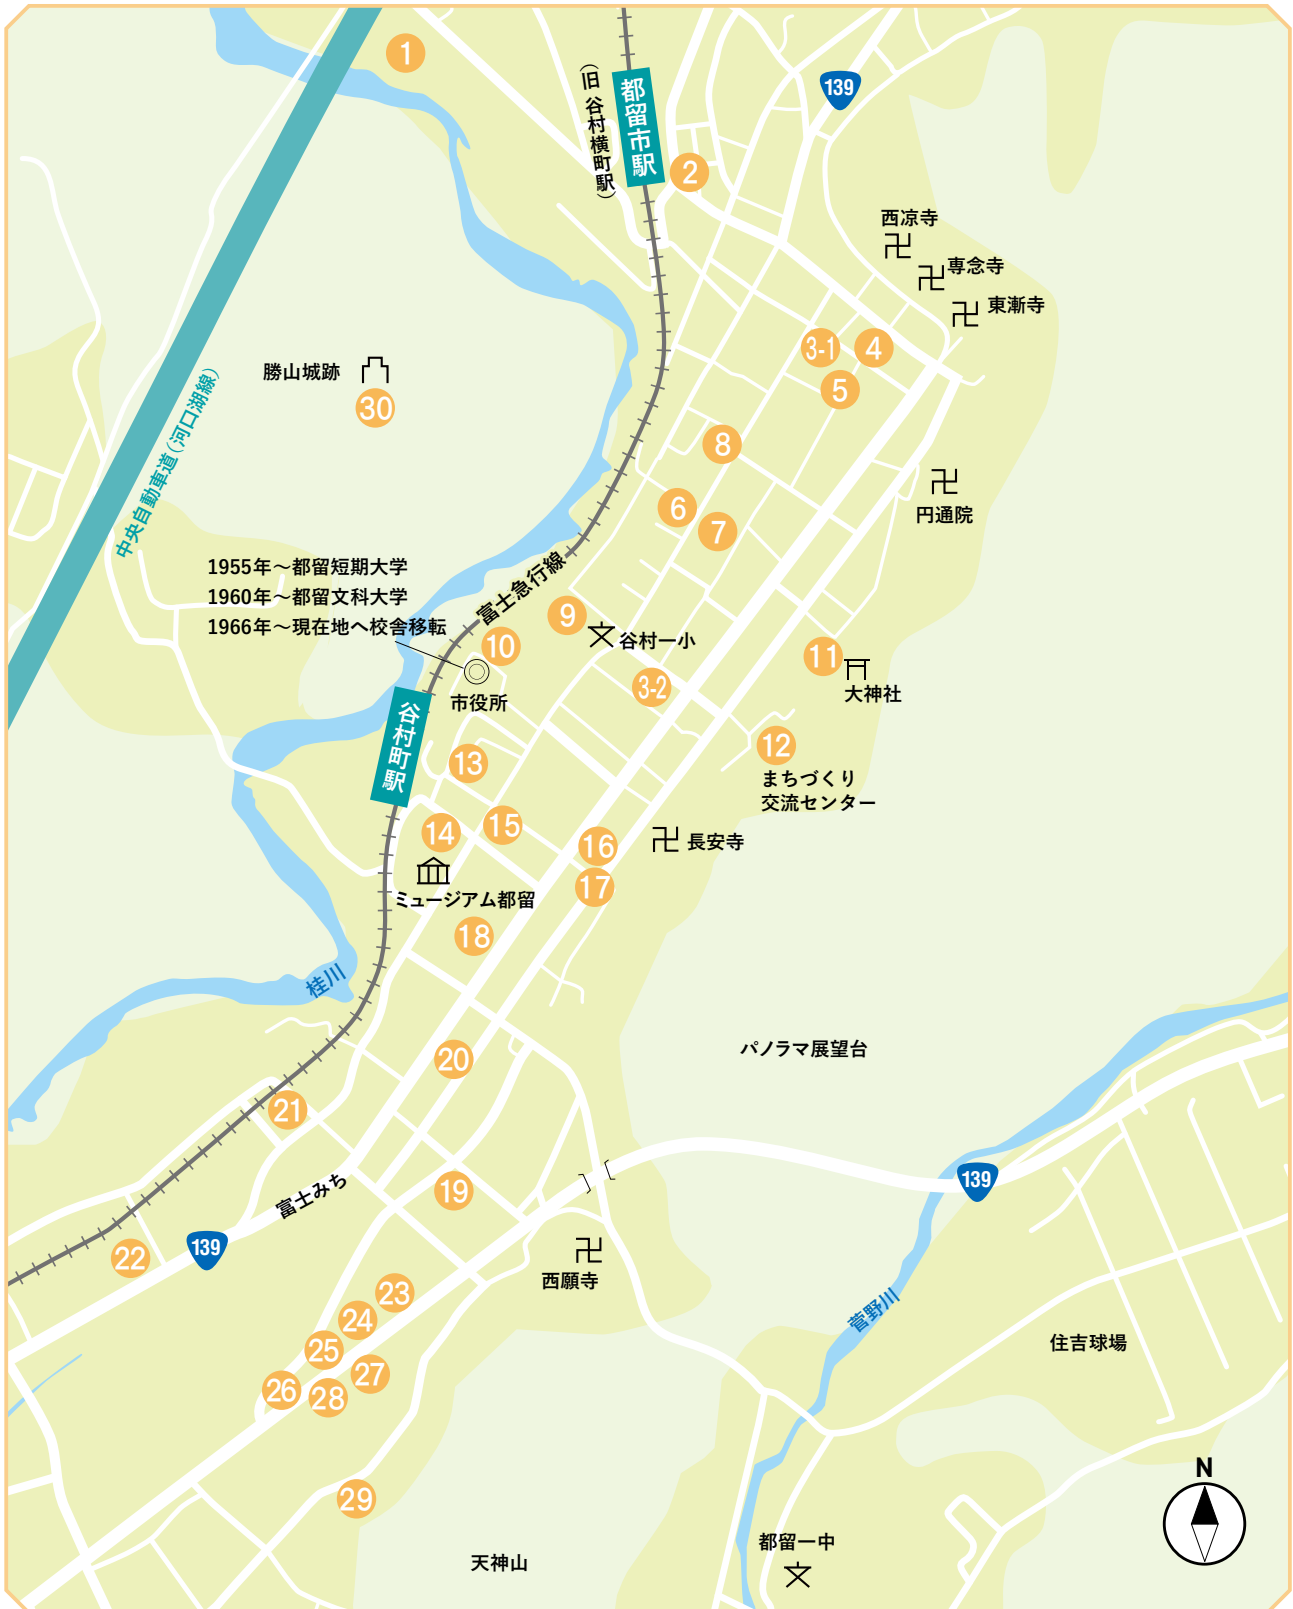 1
(旧 谷村横町駅)
都留市駅
139
2
西凉寺
専念寺
東漸寺
3-1
4
5
勝山城跡
30
中央自動車道(河口湖線)
8
6
7
円通院
1955年〜都留短期大学
1960年〜都留文科大学
1966年〜現在地へ校舎移転
富士急行線
9
谷村一小
10
市役所
3-2
11
大神社
谷村町駅
12
まちづくり
交流センター
13
14
15
16
長安寺
17
ミュージアム都留
18
桂川
20
パノラマ展望台
21
富士みち
19
139
22
139
西願寺
23
24
25
26
27
28
菅野川
住吉球場
29
N
天神山
都留一中